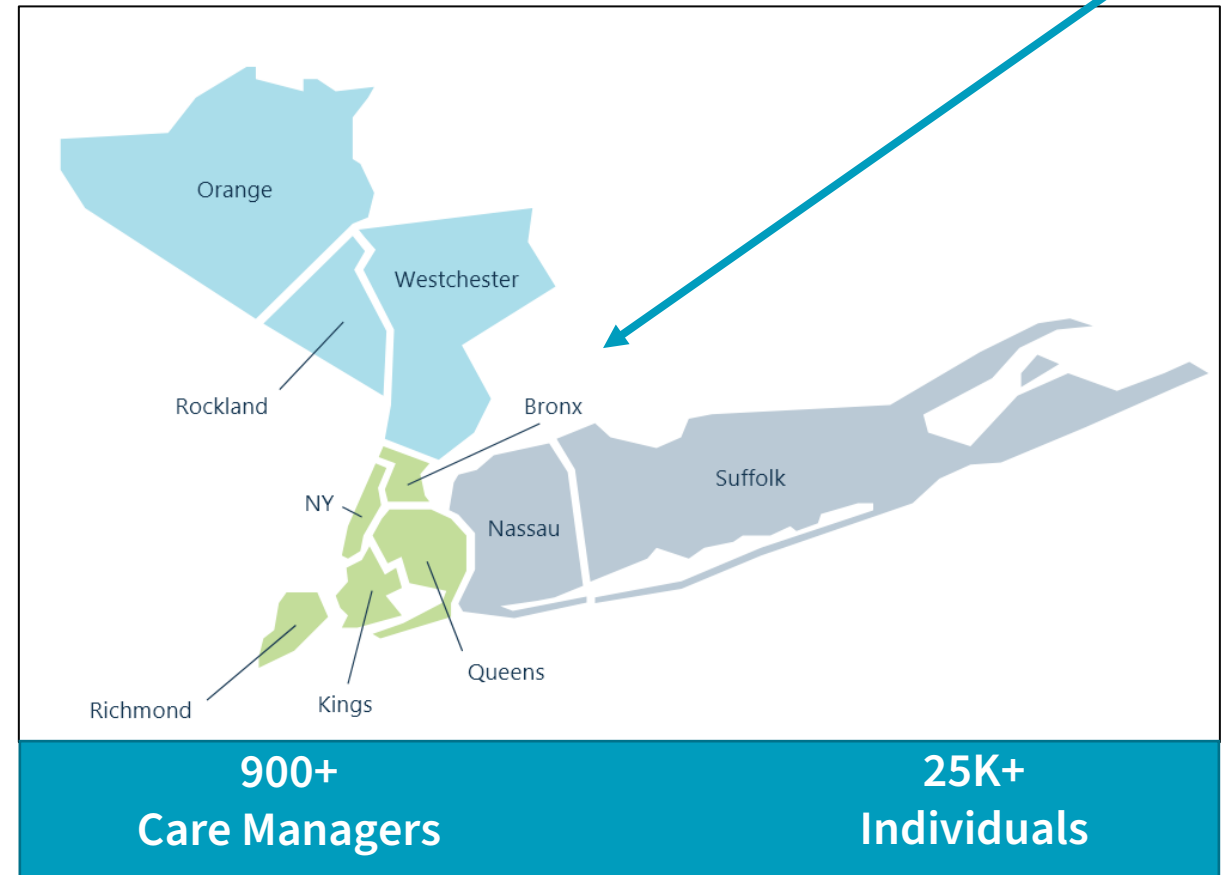 Orange
Westchester
Rockland
Bronx
Suffolk
NY
Nassau
Queens
Kings
Richmond
900+
Care Managers
25K+
Individuals